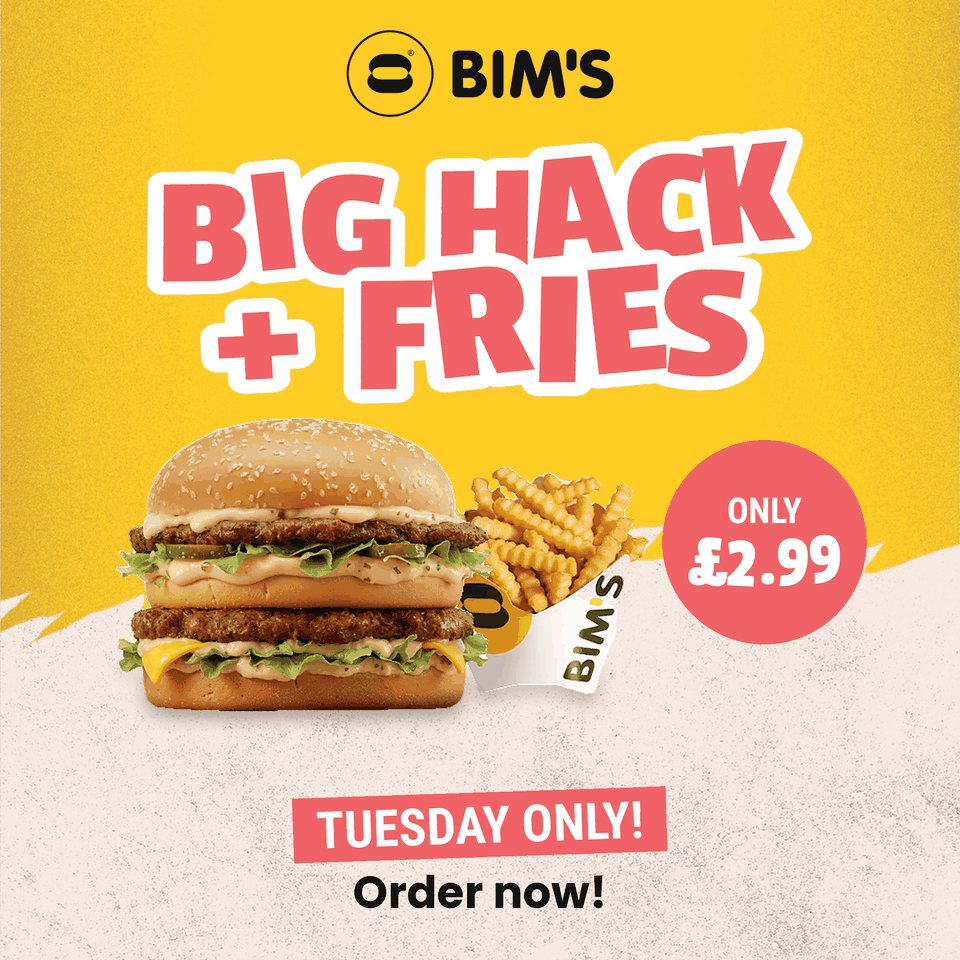 BIM'S
BIG HACK
+ FRIES
ONLY
£2.99
BIM'S
TUESDAY ONLY!
Order now!